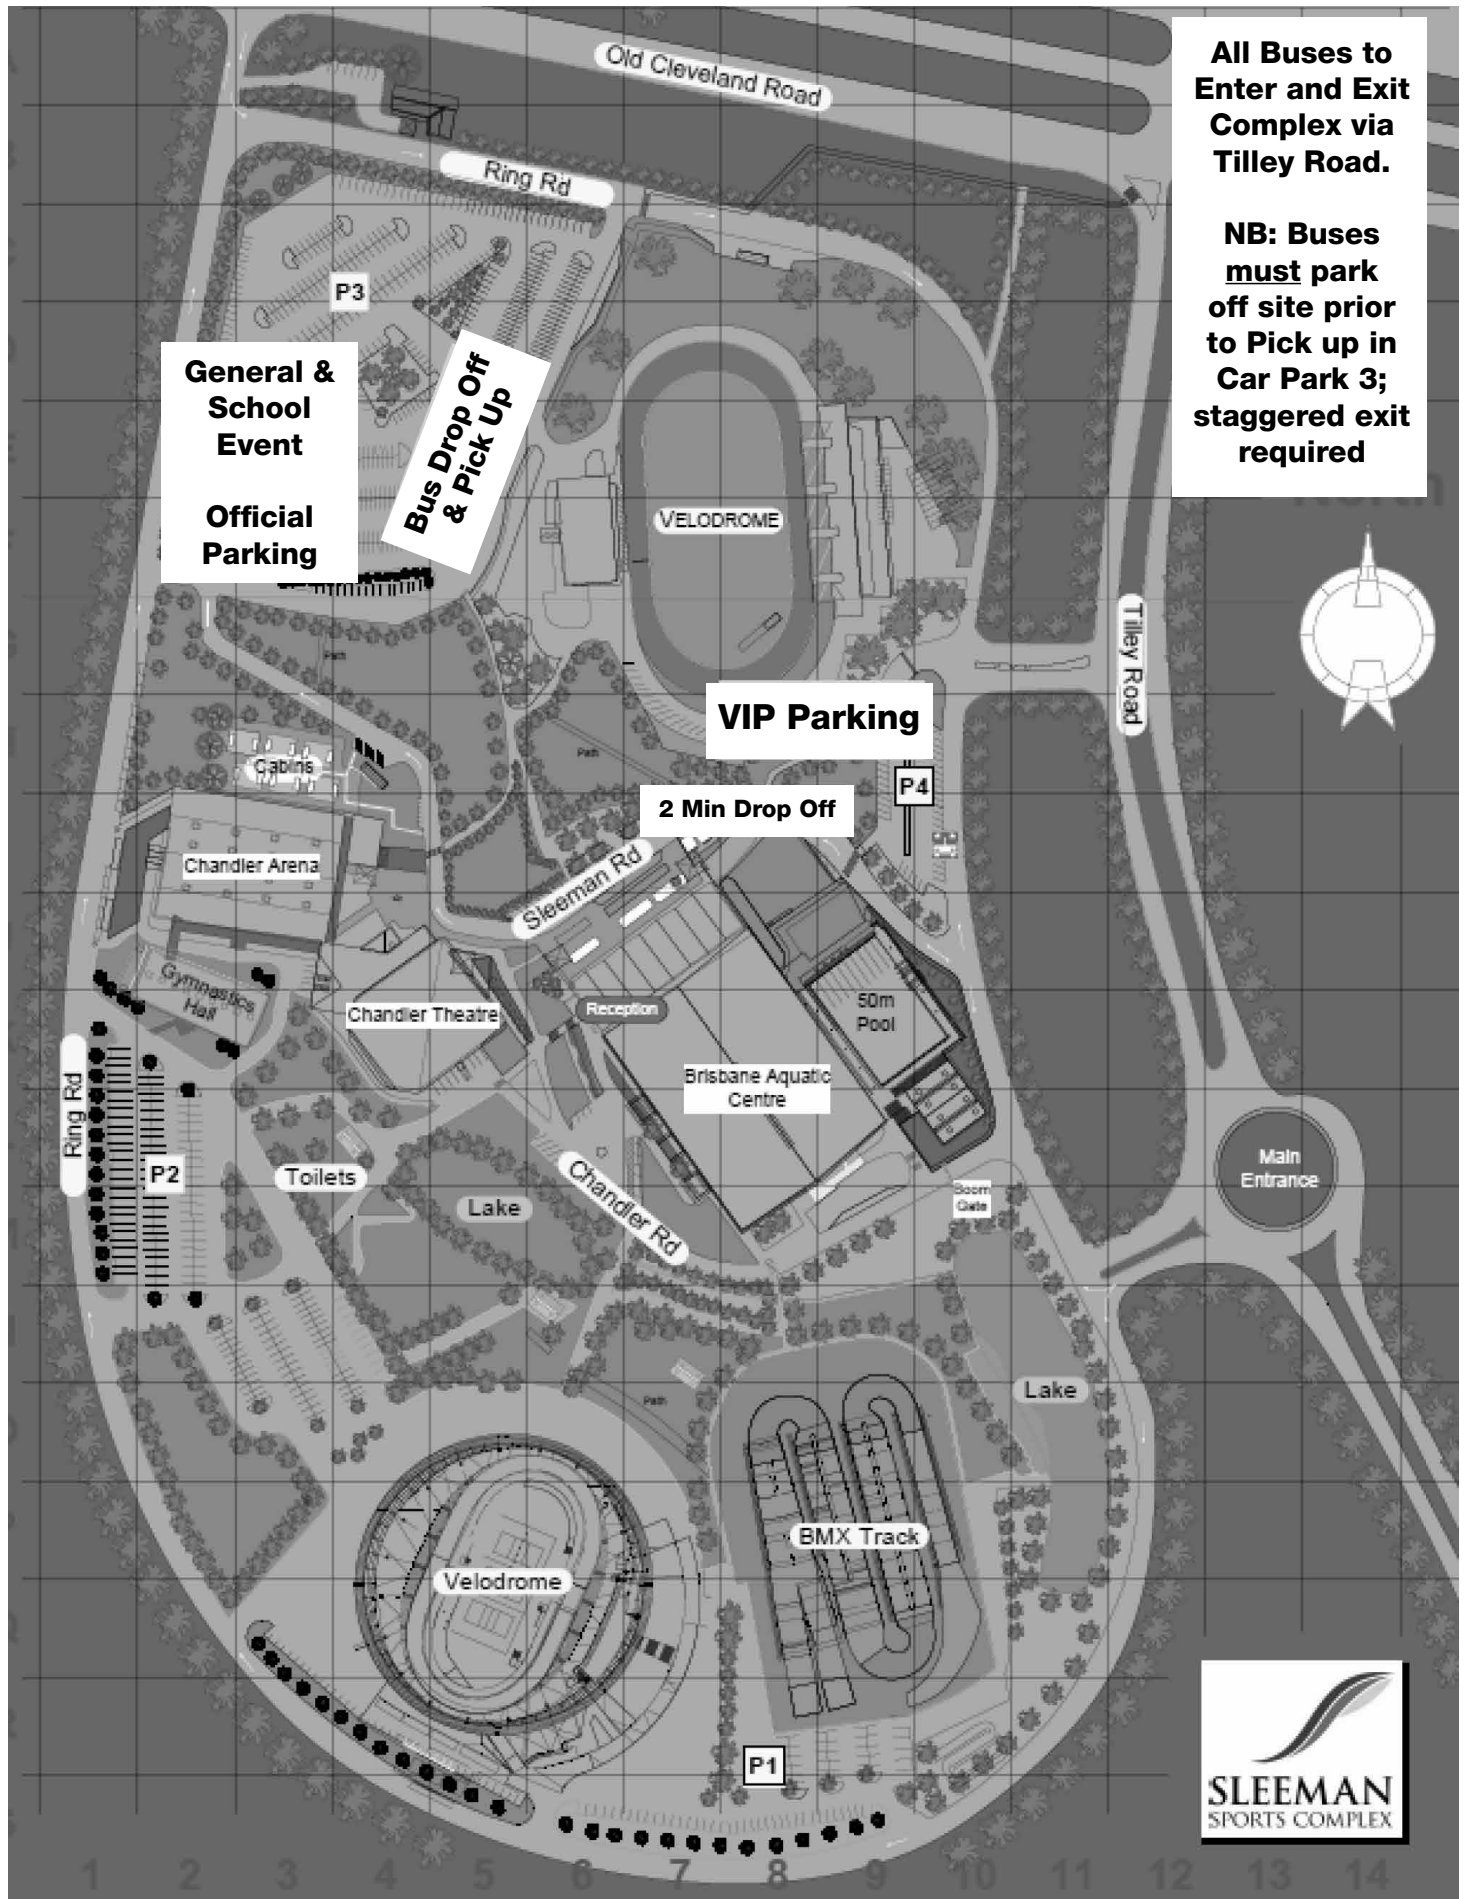 Old Cleveland Road
All Buses to
Enter and Exit
Complex via
Tilley Road.
NB: Buses
must park
off site prior
to Pick up in
Car Park 3;
staggered exit
required
Ring Rd
P3
General &
School
Event
Official
Parking
Bus Drop Off
& Pick Up
VELODROME
North
Tilley Road
Path
VIP Parking
Path
Cabins
P4
2 Min Drop Off
Chandler Arena
Sleeman Rd
Gymnastics
Hall
Chandler Theatre
Reception
50m
Pool
Brisbane Aquatic
Centre
Ring Rd
P2
Toilets
Lake
Chandler Rd
Boom
Gate
Main
Entrance
Lake
Path
BMX Track
Velodrome
P1
SLEEMAN
SPORTS COMPLEX
1 2 3 4 5 6 7 8 9 10 11 12 13 14